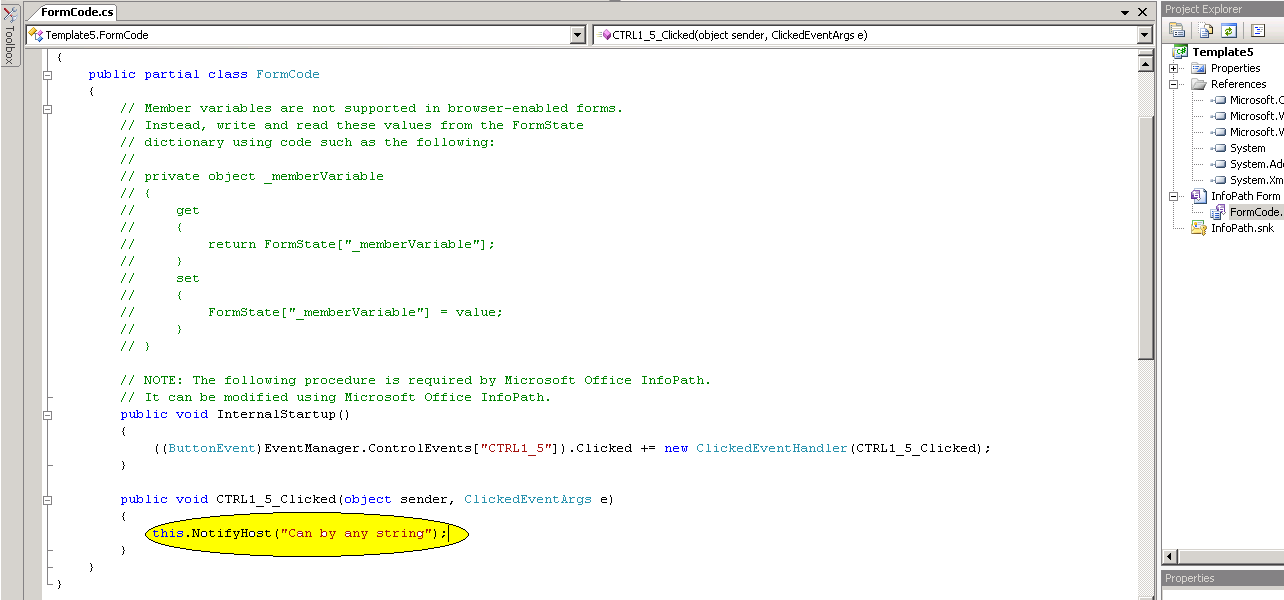 FormCode.cs
Project Explorer
Toolbox
Template5.FormCode
CTRL1_5_Clicked(object sender, ClickedEventArgs e)
{
public partial class FormCode
{
// Member variables are not supported in browser-enabled forms.
// Instead, write and read these values from the FormState
// dictionary using code such as the following:
//
// private object _memberVariable
// {
//     get
//     {
//         return FormState["_memberVariable"];
//     }
//     set
//     {
//         FormState["_memberVariable"] = value;
//     }
// }
// NOTE: The following procedure is required by Microsoft Office InfoPath.
// It can be modified using Microsoft Office InfoPath.
public void InternalStartup()
{
((ButtonEvent)EventManager.ControlEvents["CTRL1_5"]).Clicked += new ClickedEventHandler(CTRL1_5_Clicked);
}
public void CTRL1_5_Clicked(object sender, ClickedEventArgs e)
{
this.NotifyHost("Can by any string");
}
}
}
Template5
Properties
References
Microsoft.O
Microsoft.V
Microsoft.V
System
System.Add
System.Xm
InfoPath Form
FormCode.
InfoPath.snk
Properties